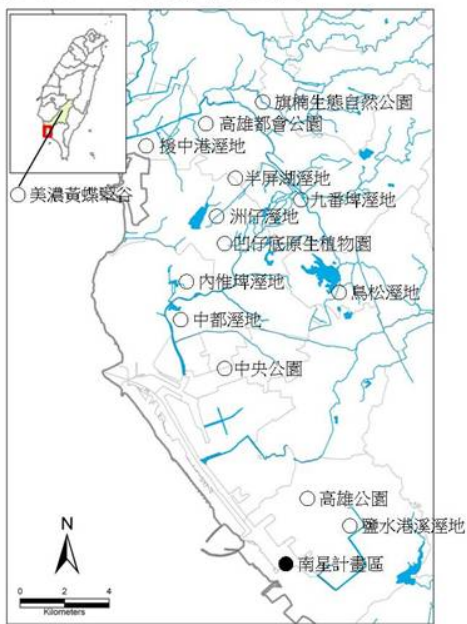 旗楠生態自然公園
高雄都會公園
援中港溼地
半屏湖溼地
美濃黃蝶翠谷
九番埤溼地
洲仔溼地
凹仔底原生植物園
內惟埤溼地
鳥松溼地
中都溼地
中央公園
高雄公園
鹽水港溪溼地
南星計畫區
N
0 2 4
Kilometers